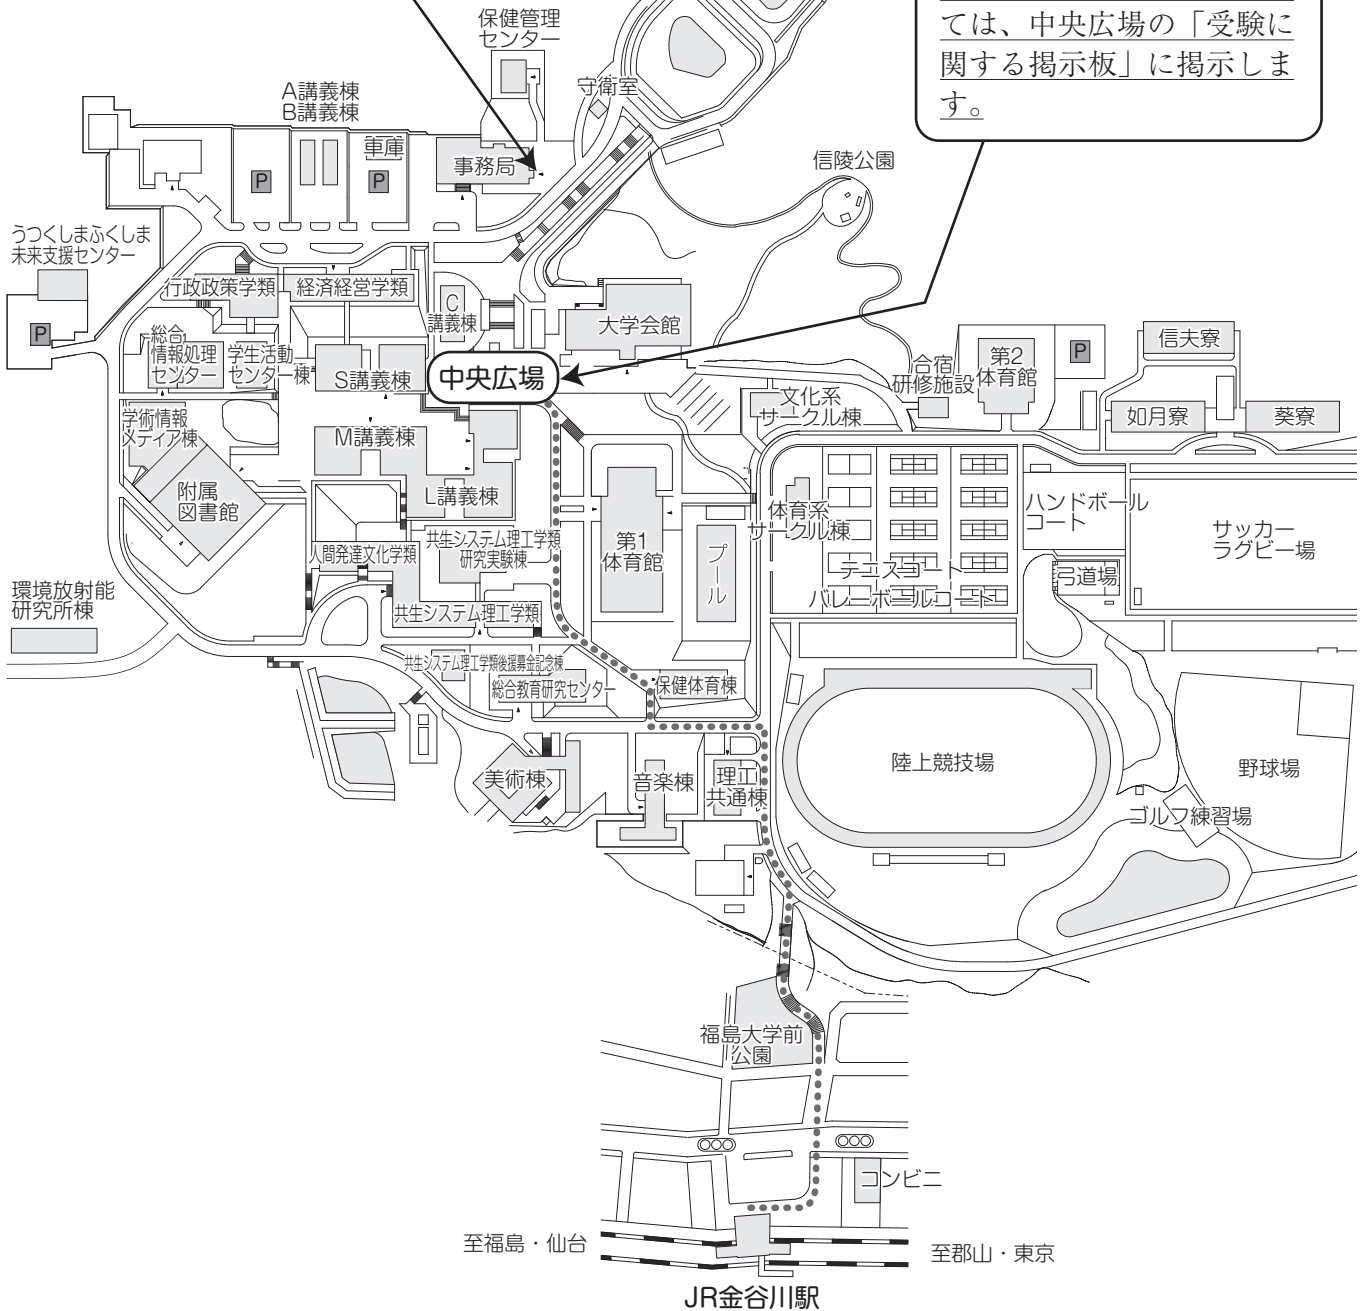 ては、中央広場の「受験に
関する掲示板」に掲示しま
す。
保健管理
センター
守衛室
A講義棟
B講義棟
車庫
事務局
P
P
信陵公園
うつくしまふくしま
未来支援センター
P
行政政策学類
経済経営学類
C
講義棟
大学会館
総合
情報処理
センター
学生活動
センター棟
S講義棟
中央広場
合宿
研修施設
第2
体育館
P
信夫寮
如月寮
葵寮
文化系
サークル棟
学術情報
メディア棟
M講義棟
附属
図書館
L講義棟
体育系
サークル棟
ハンドボール
コート
サッカー
ラグビー場
人間発達文化学類
共生システム理工学類
研究実験棟
第1
体育館
プール
テニスコート
バレーボールコート
弓道場
環境放射能
研究所棟
共生システム理工学類
共生システム理工学類後援募金記念棟
総合教育研究センター
保健体育棟
美術棟
音楽棟
理工
共通棟
陸上競技場
野球場
ゴルフ練習場
福島大学前
公園
コンビニ
至福島・仙台
至郡山・東京
JR金谷川駅